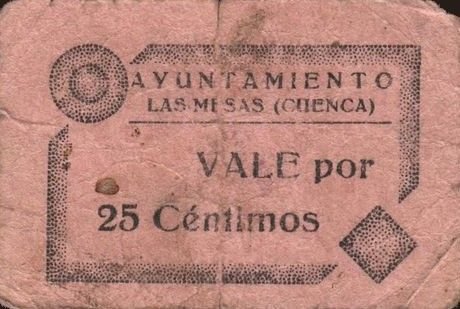 AYUNTAMIENTO
LAS MESAS (CUENCA)
VALE por
25 Céntimos